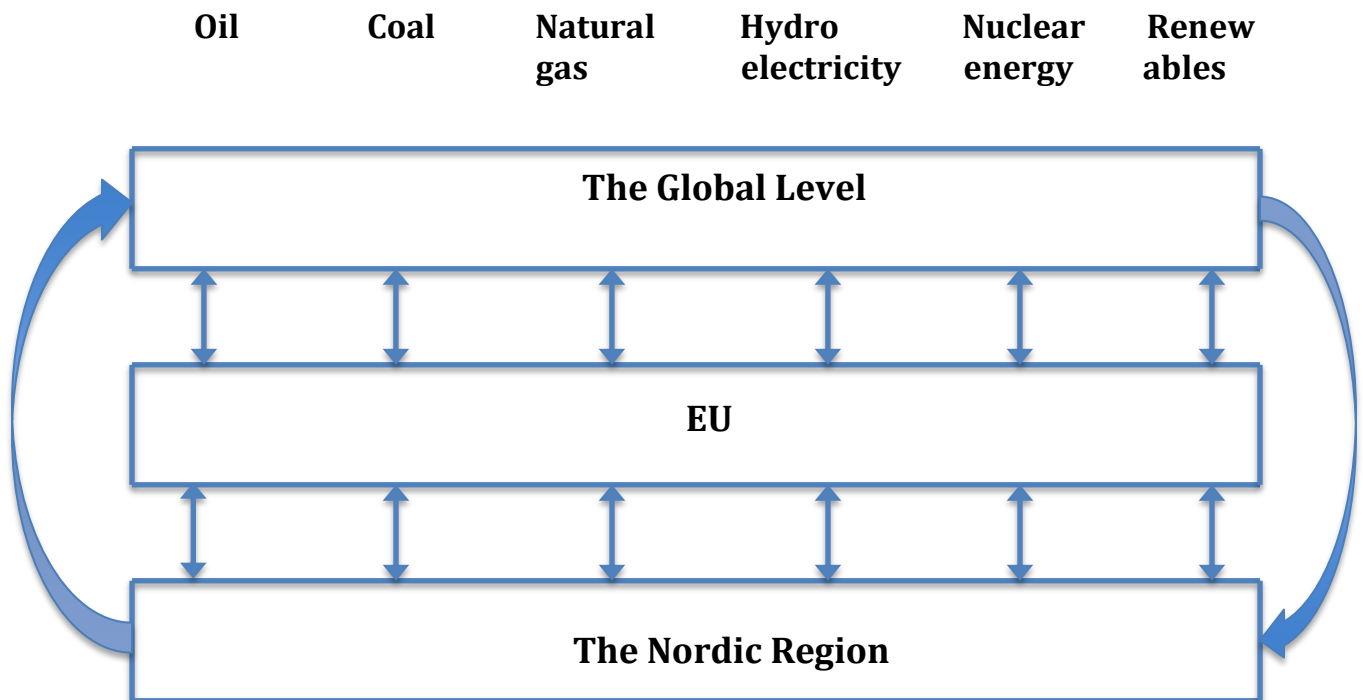 Oil Coal Natural Hydro Nuclear Renew
gas electricity energy ables
The Global Level
EU
The Nordic Region